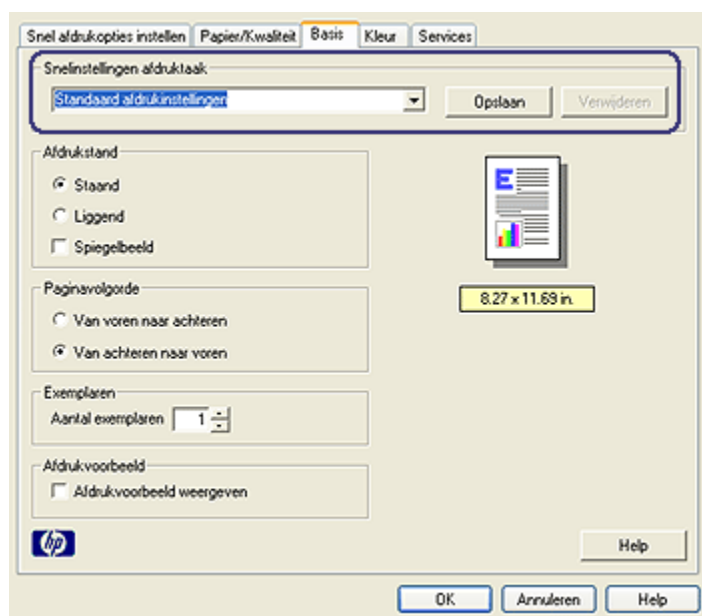 Snel afdrukopties instellen Papier/Kwaliteit Basis Kleur Services
Snelinstellingen afdruktaak
Standaard afdrukinstellingen Opslaan Verwijderen
Afdrukstand
Staand
Liggend
Spiegelbeeld
E
8.27 x 11.69 in.
Paginavolgorde
Van voren naar achteren
Van achteren naar voren
Exemplaren
Aantal exemplaren 1
Afdrukvoorbeeld
Afdrukvoorbeeld weergeven
hp Help
OK Annuleren Help